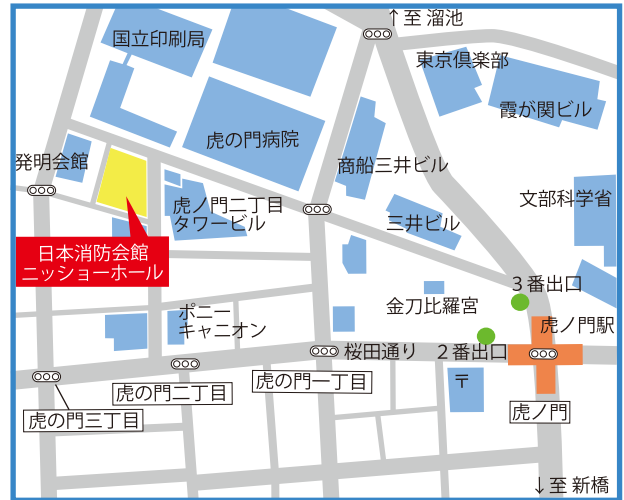 ↑至 溜池
国立印刷局
東京倶楽部
霞が関ビル
虎の門病院
発明会館
商船三井ビル
虎ノ門二丁目
タワービル
文部科学省
三井ビル
日本消防会館
ニッショーホール
3番出口
金刀比羅宮
ポニー
キャニオン
虎ノ門駅
桜田通り
2番出口
虎の門一丁目
〒
虎の門二丁目
虎ノ門
虎の門三丁目
↓至 新橋